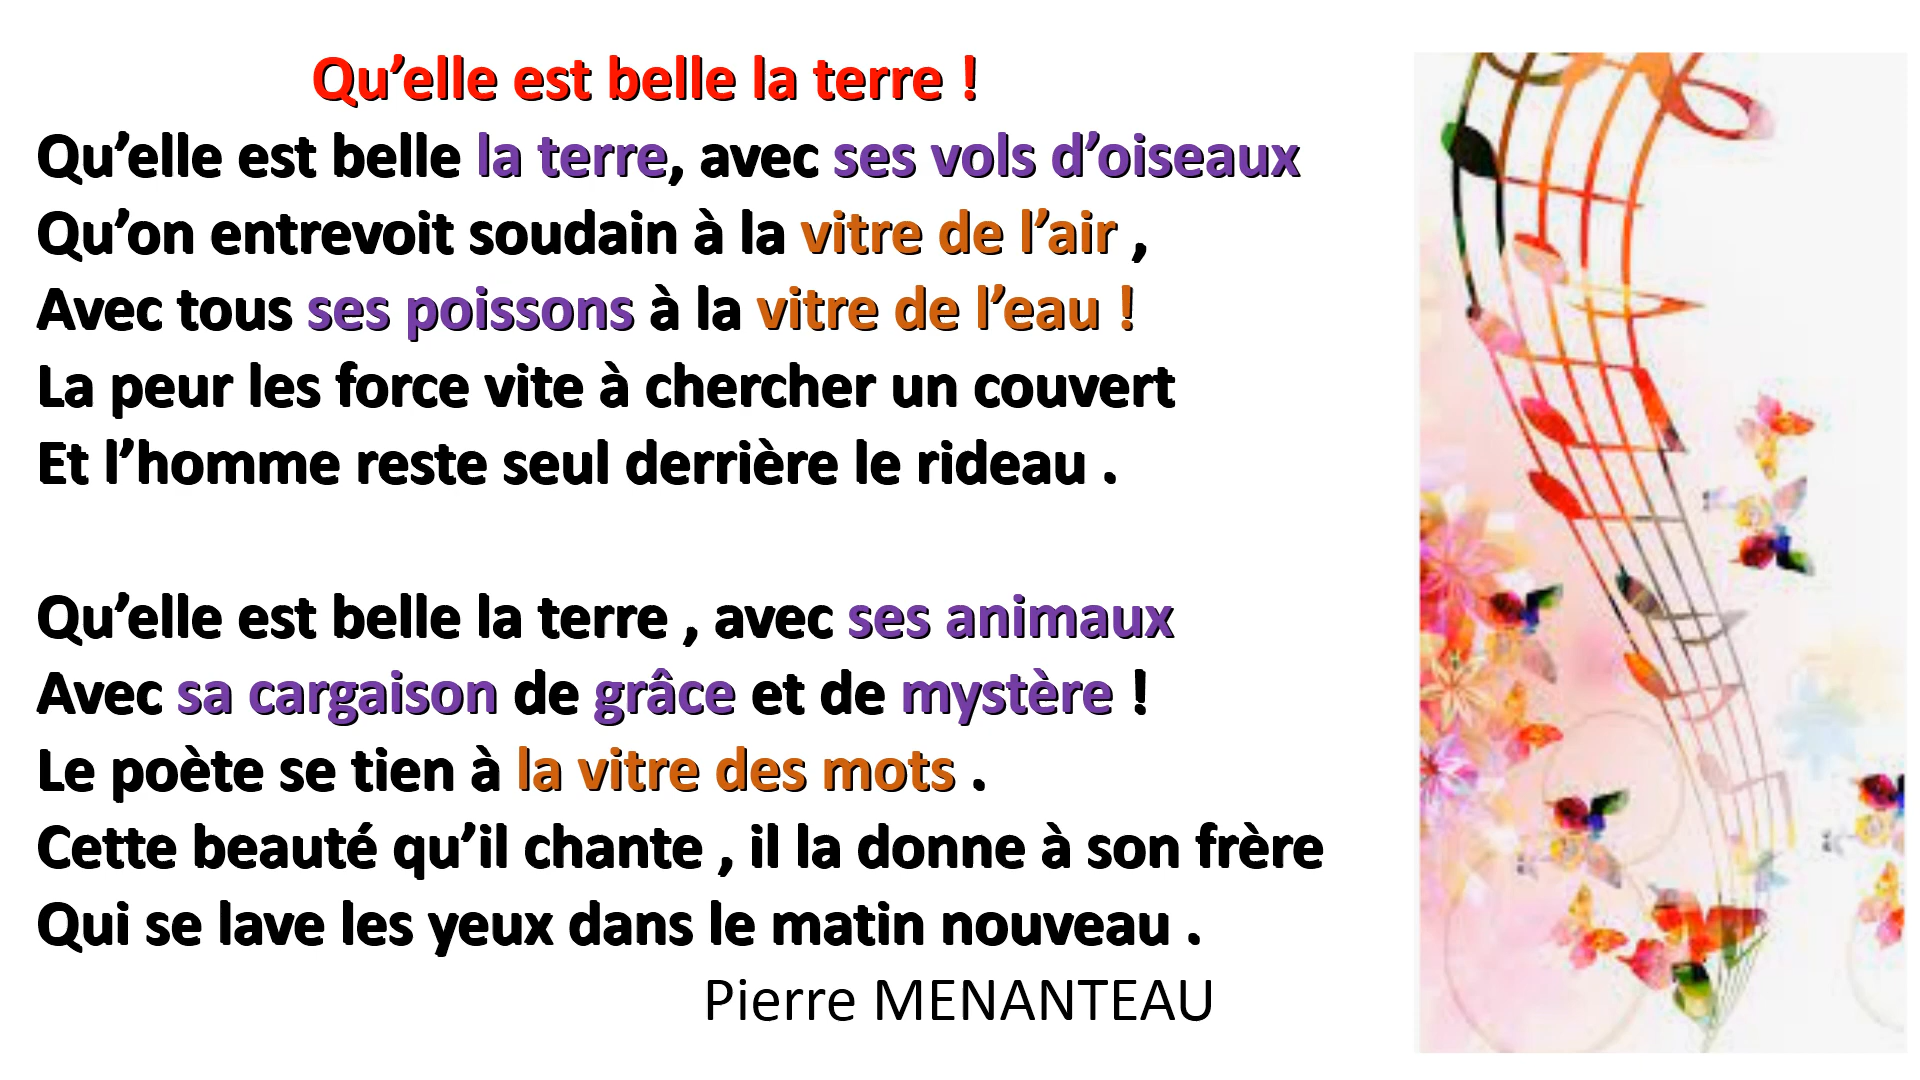 Qu’elle est belle la terre !
Qu’elle est belle la terre, avec ses vols d’oiseaux
Qu’on entrevoit soudain à la vitre de l’air ,
Avec tous ses poissons à la vitre de l’eau !
La peur les force vite à chercher un couvert
Et l’homme reste seul derrière le rideau .
Qu’elle est belle la terre , avec ses animaux
Avec sa cargaison de grâce et de mystère !
Le poète se tien à la vitre des mots .
Cette beauté qu’il chante , il la donne à son frère
Qui se lave les yeux dans le matin nouveau .
Pierre MENANTEAU